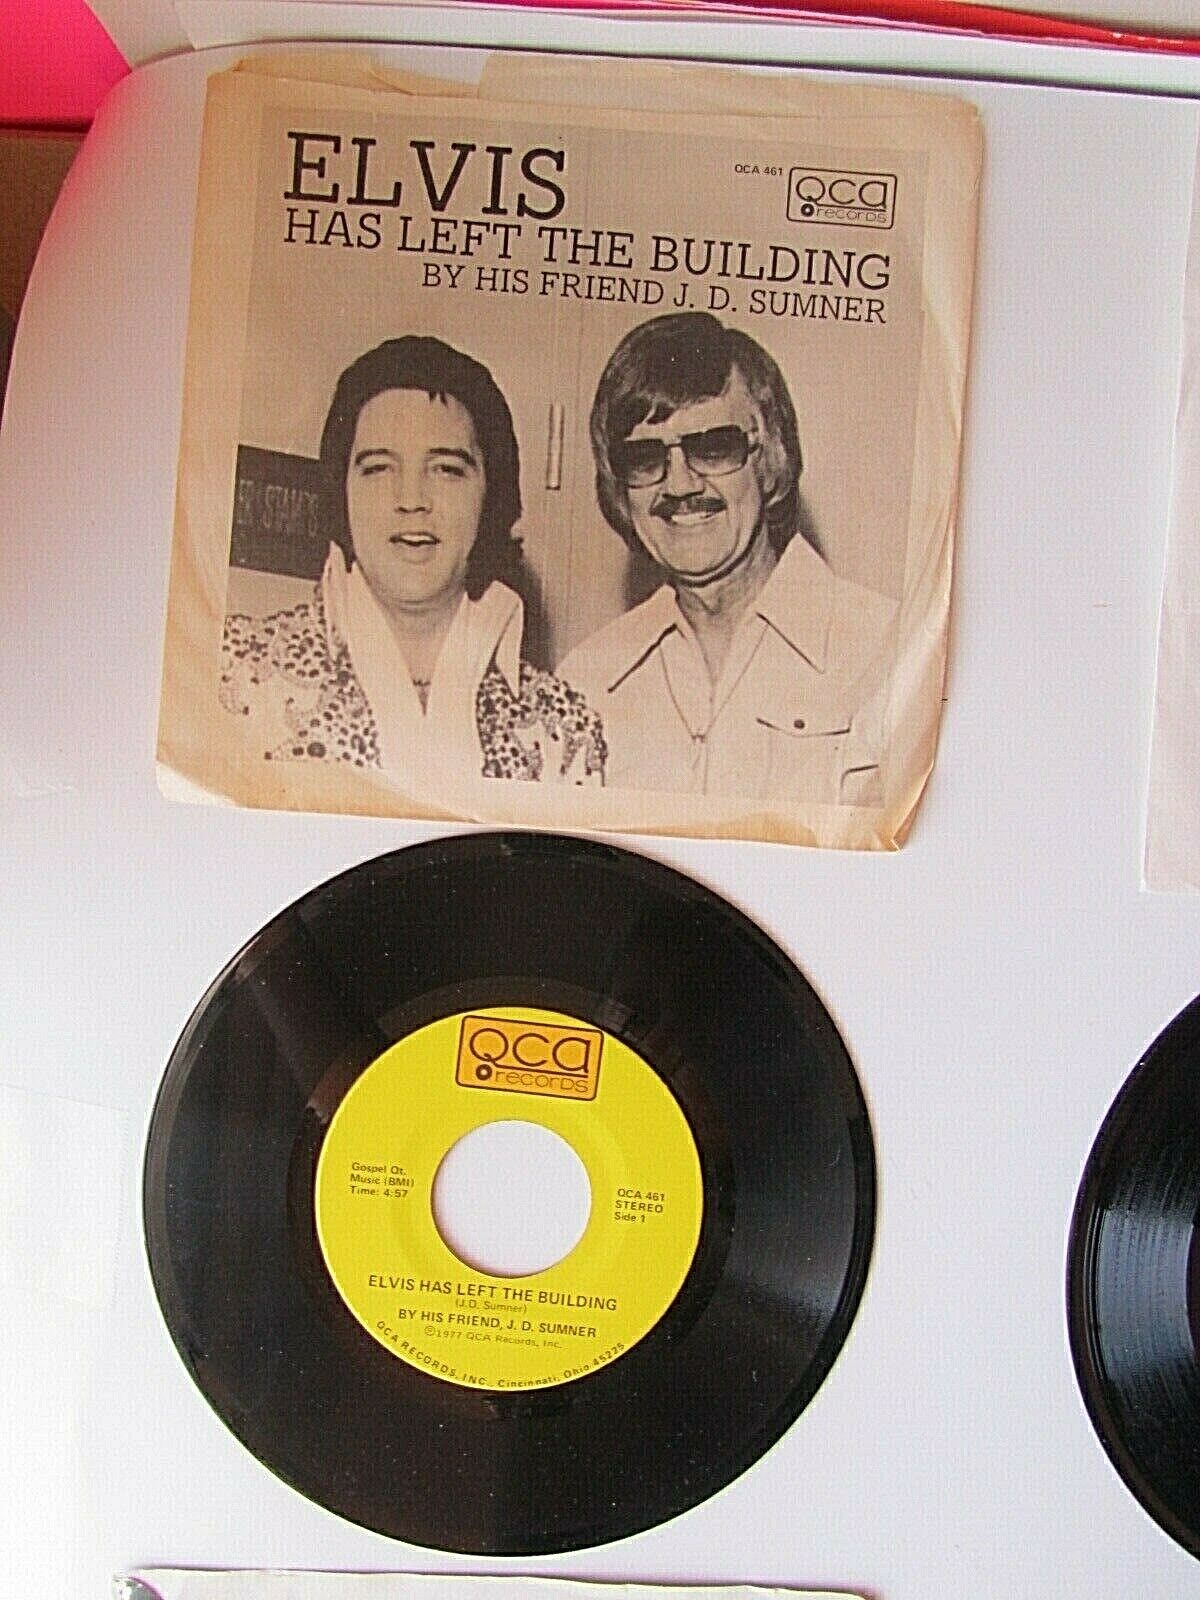 ELVIS
HAS LEFT THE BUILDING
BY HIS FRIEND J. D. SUMNER
QCA 461
QCA
records
ER STAM'S
QCA
records
Gospel Qt.
Music (BMI)
Time: 4:57
QCA 461
STEREO
Side 1
ELVIS HAS LEFT THE BUILDING
(J.D. Sumner)
BY HIS FRIEND, J. D. SUMNER
©1977 QCA Records, Inc.
QCA RECORDS, INC., Cincinnati, Ohio 45225